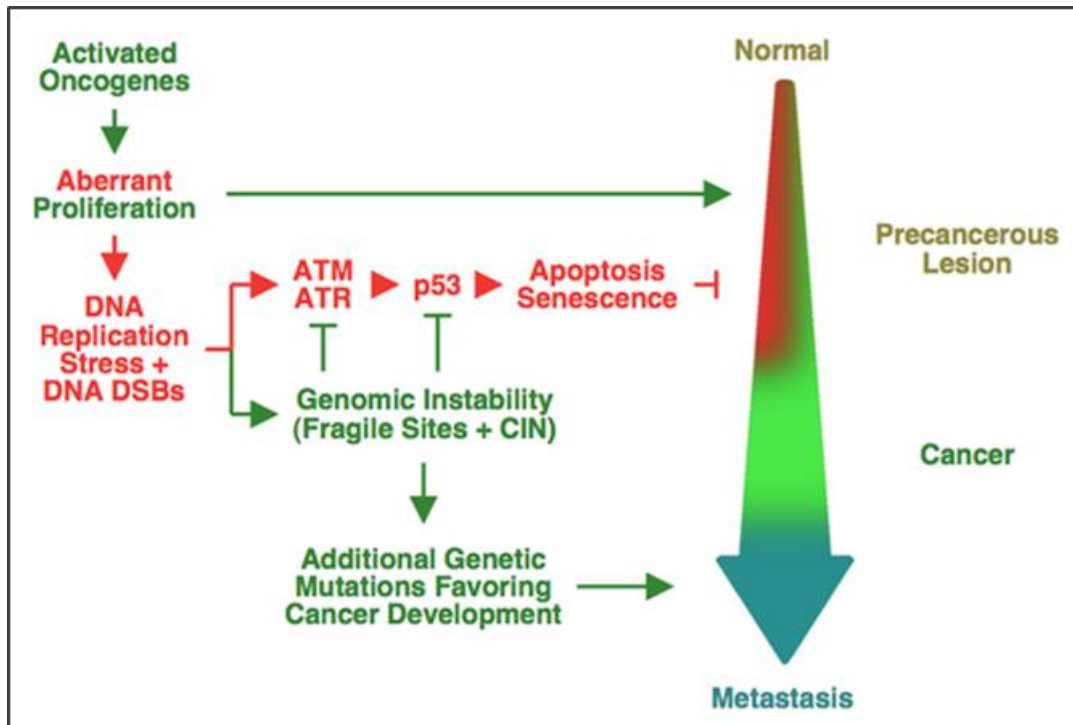 Activated
Oncogenes
Normal
Aberrant
Proliferation
Precancerous
Lesion
ATM
ATR
p53
Apoptosis
Senescence
DNA
Replication
Stress +
DNA DSBs
Genomic Instability
(Fragile Sites + CIN)
Cancer
Additional Genetic
Mutations Favoring
Cancer Development
Metastasis